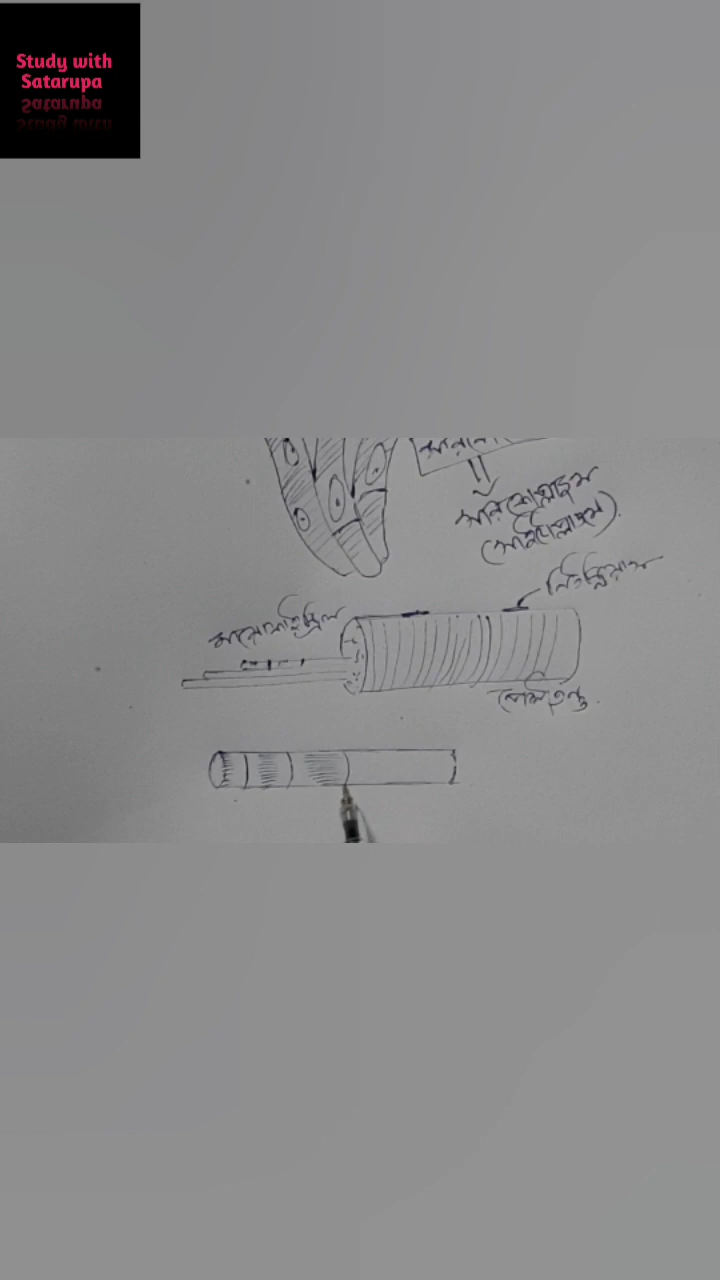 Study with
Satarupa
সারকোপ্লাজম
(সাইটোপ্লাজম).
নিউক্লিয়াস
মায়োফাইব্রিল
পেশিতন্তু.